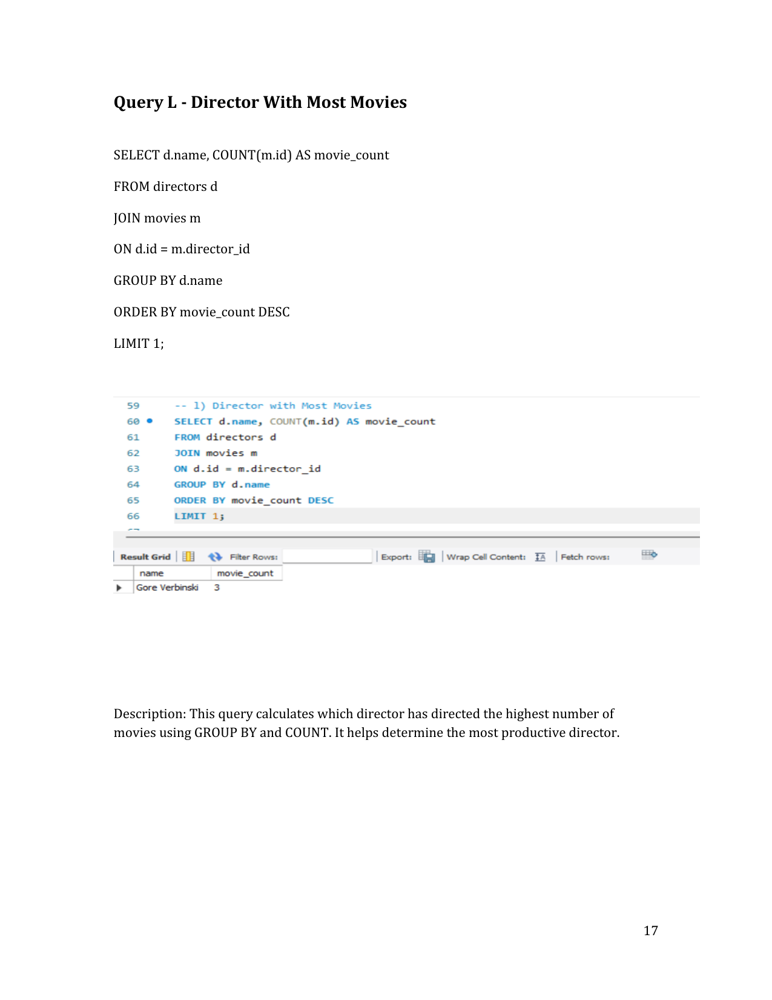 Query L - Director With Most Movies
SELECT d.name, COUNT(m.id) AS movie_count
FROM directors d
JOIN movies m
ON d.id = m.director_id
GROUP BY d.name
ORDER BY movie_count DESC
LIMIT 1;
59 -- l) Director with Most Movies
60 SELECT d.name, COUNT(m.id) AS movie_count
61 FROM directors d
62 JOIN movies m
63 ON d.id = m.director_id
64 GROUP BY d.name
65 ORDER BY movie_count DESC
66 LIMIT 1;
Result Grid Filter Rows: Export: Wrap Cell Content: Fetch rows:
name movie_count
Gore Verbinski 3
Description: This query calculates which director has directed the highest number of
movies using GROUP BY and COUNT. It helps determine the most productive director.
17